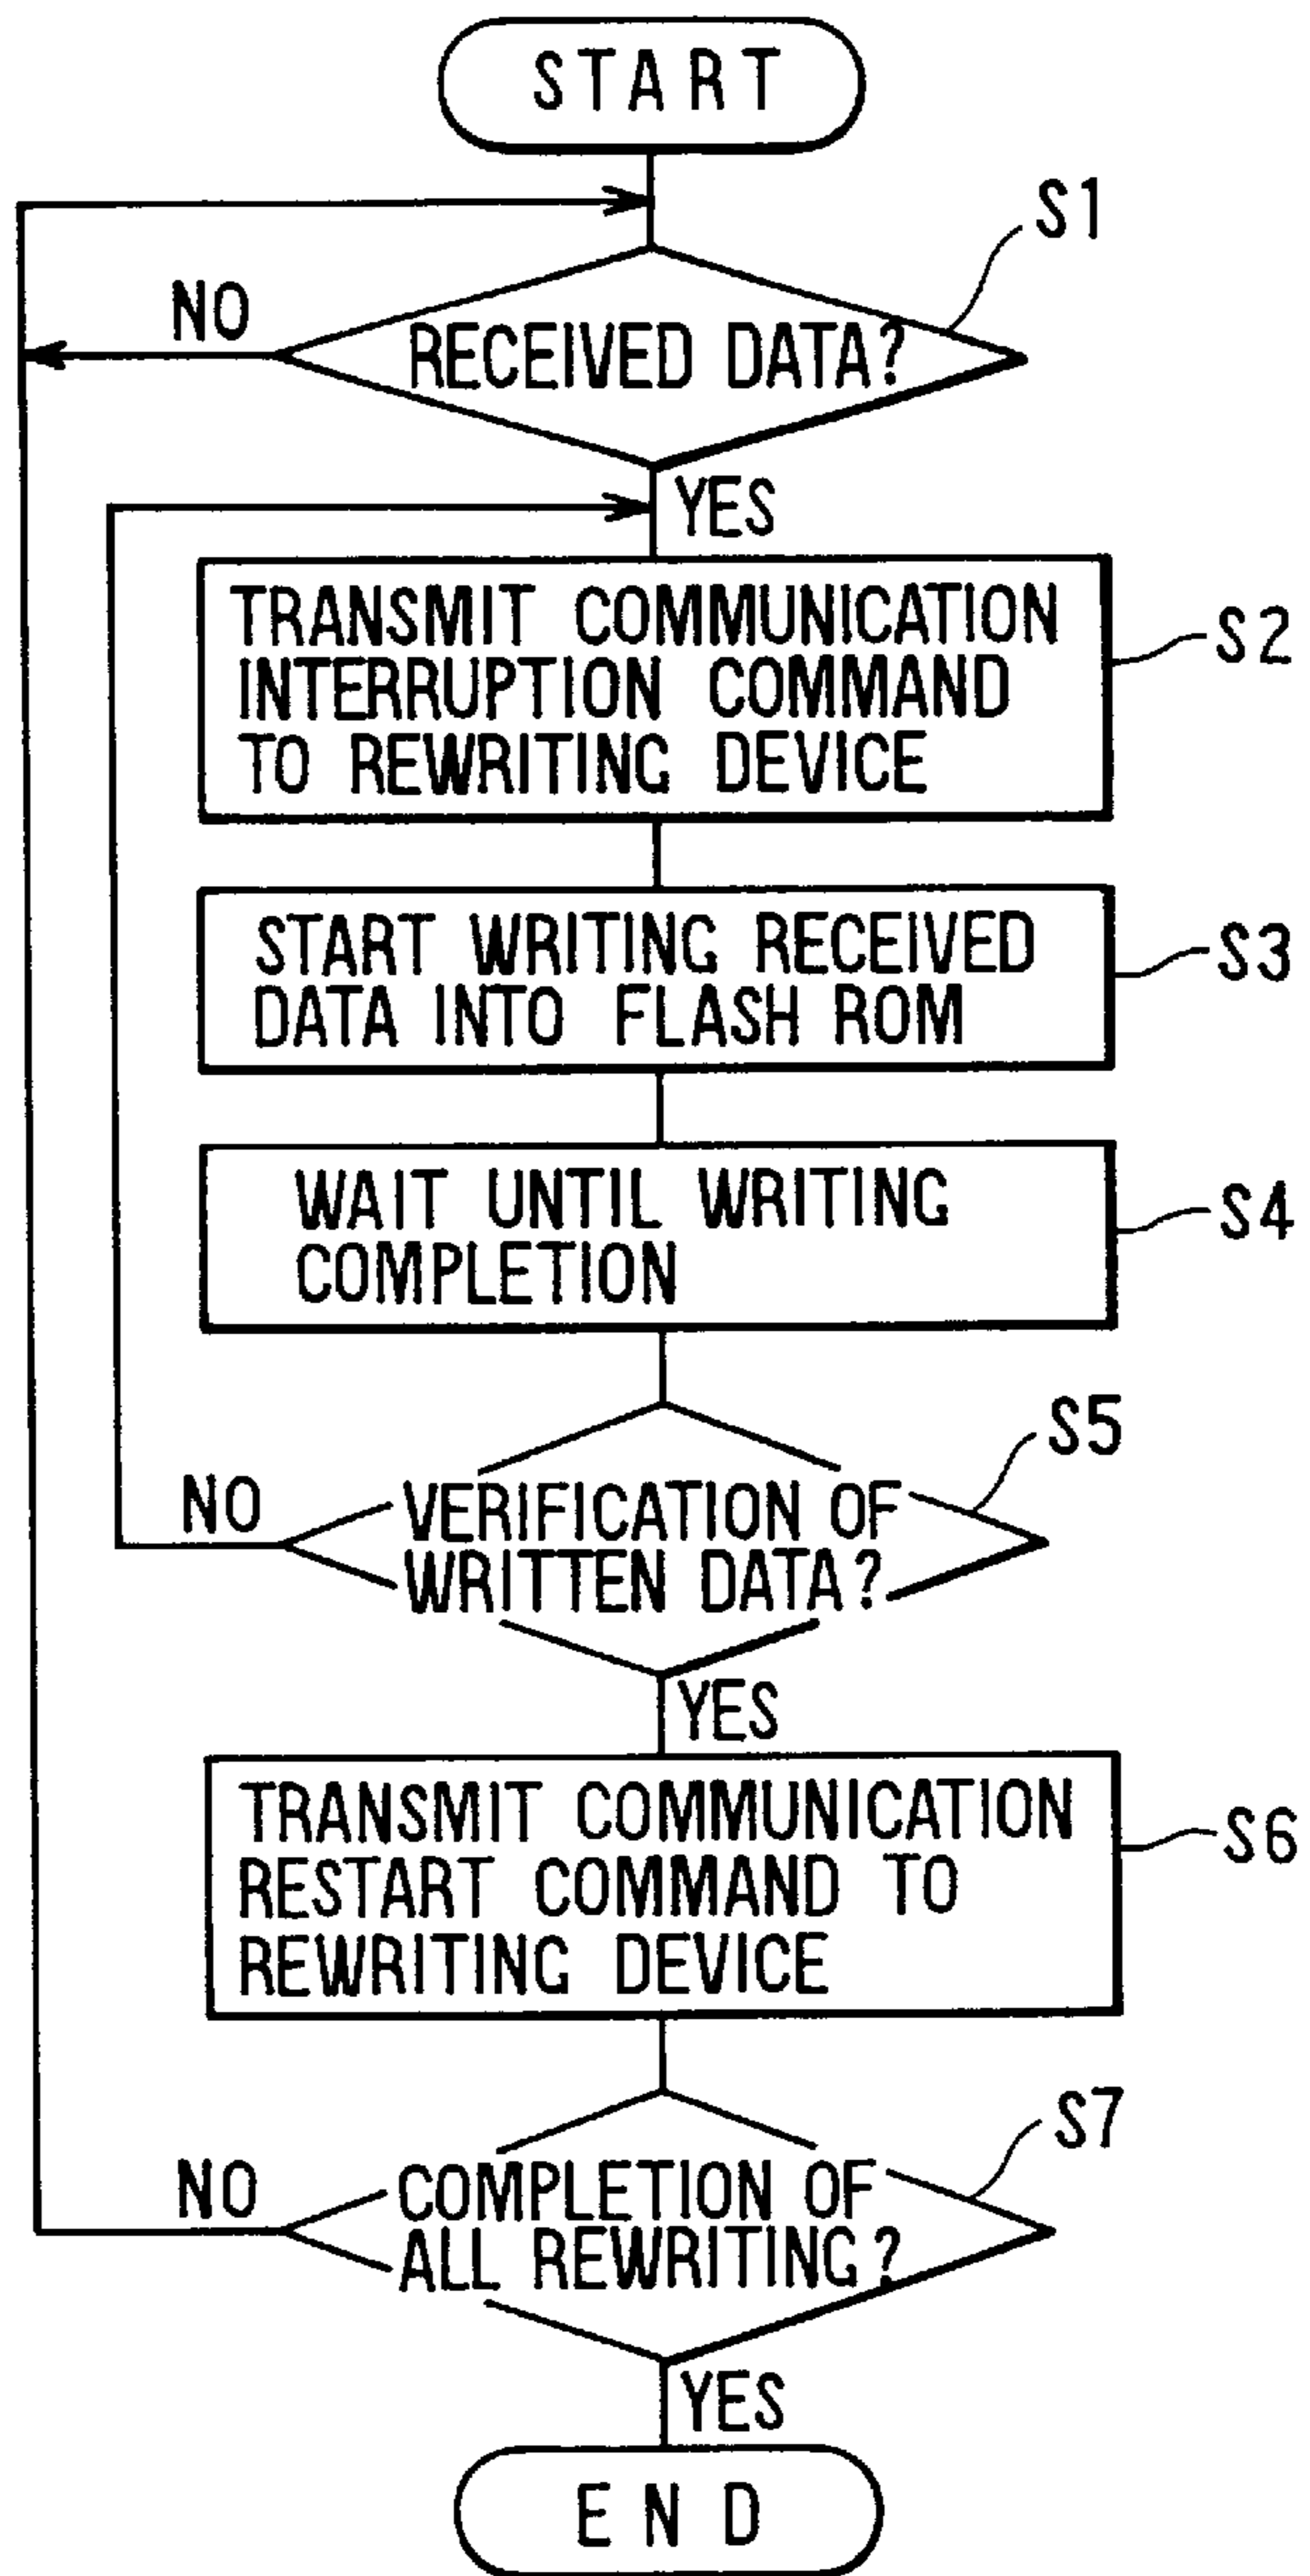 START
S1
NO
RECEIVED DATA?
YES
TRANSMIT COMMUNICATION
INTERRUPTION COMMAND
TO REWRITING DEVICE
S2
START WRITING RECEIVED
DATA INTO FLASH ROM
S3
WAIT UNTIL WRITING
COMPLETION
S4
S5
NO
VERIFICATION OF
WRITTEN DATA?
YES
TRANSMIT COMMUNICATION
RESTART COMMAND TO
REWRITING DEVICE
S6
S7
NO
COMPLETION OF
ALL REWRITING?
YES
END